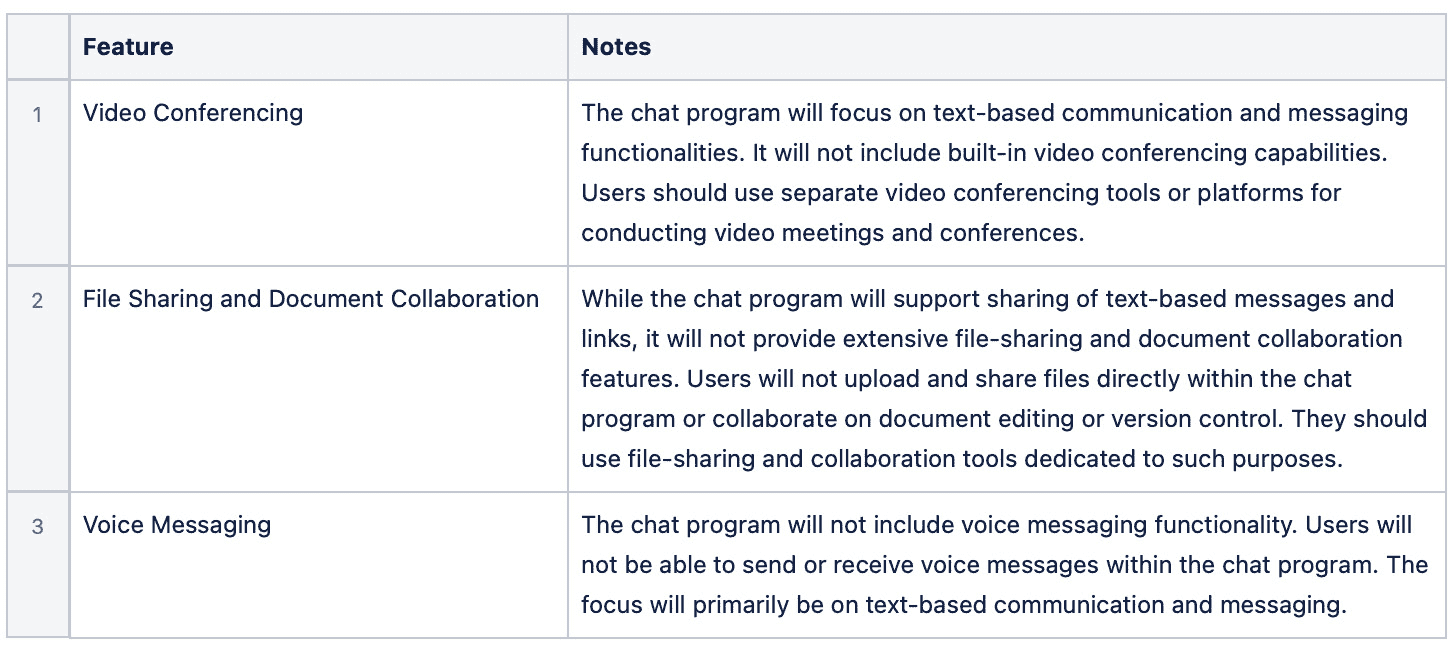 Feature
Notes
1
Video Conferencing
The chat program will focus on text-based communication and messaging
functionalities. It will not include built-in video conferencing capabilities.
Users should use separate video conferencing tools or platforms for
conducting video meetings and conferences.
2
File Sharing and Document Collaboration
While the chat program will support sharing of text-based messages and
links, it will not provide extensive file-sharing and document collaboration
features. Users will not upload and share files directly within the chat
program or collaborate on document editing or version control. They should
use file-sharing and collaboration tools dedicated to such purposes.
3
Voice Messaging
The chat program will not include voice messaging functionality. Users will
not be able to send or receive voice messages within the chat program. The
focus will primarily be on text-based communication and messaging.